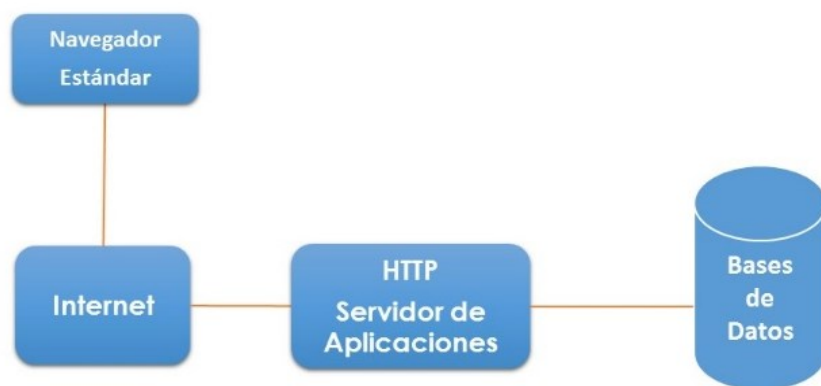 Navegador
Estándar
Internet
HTTP
Servidor de
Aplicaciones
Bases
de
Datos